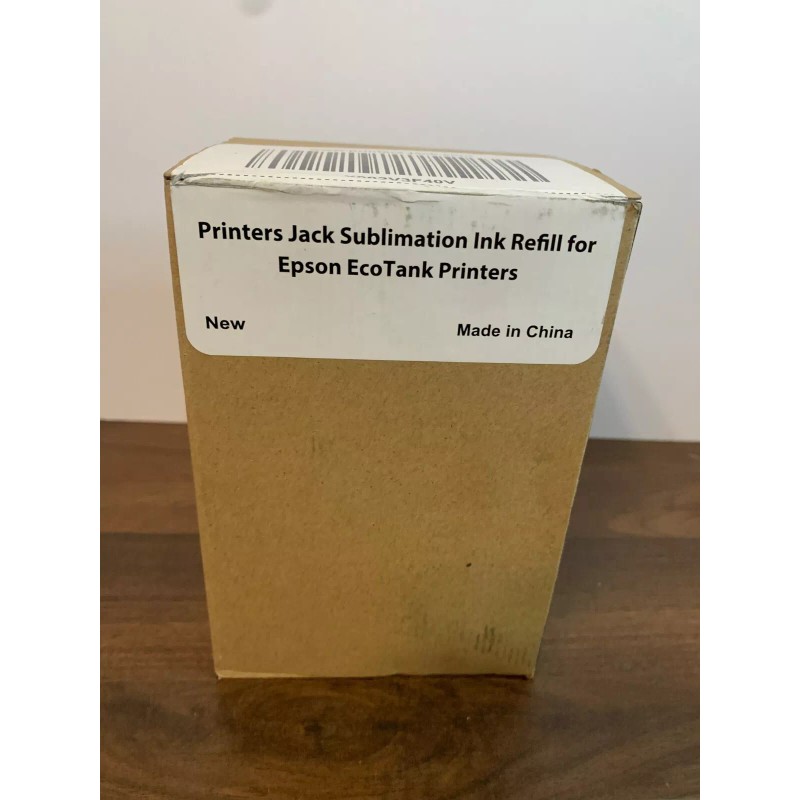 Printers Jack Sublimation Ink Refill for
Epson EcoTank Printers
New
Made in China